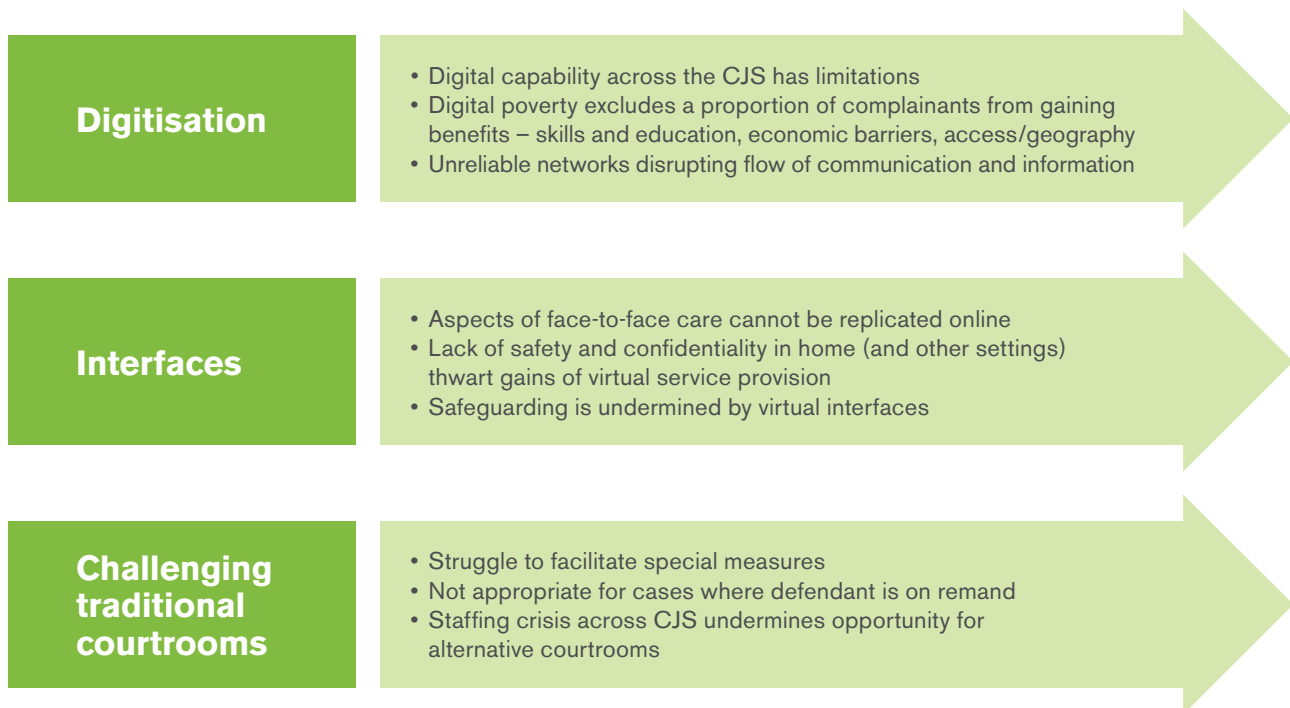 Digitisation
• Digital capability across the CJS has limitations
• Digital poverty excludes a proportion of complainants from gaining
benefits – skills and education, economic barriers, access/geography
• Unreliable networks disrupting flow of communication and information
Interfaces
• Aspects of face-to-face care cannot be replicated online
• Lack of safety and confidentiality in home (and other settings)
thwart gains of virtual service provision
• Safeguarding is undermined by virtual interfaces
Challenging
traditional
courtrooms
• Struggle to facilitate special measures
• Not appropriate for cases where defendant is on remand
• Staffing crisis across CJS undermines opportunity for
alternative courtrooms